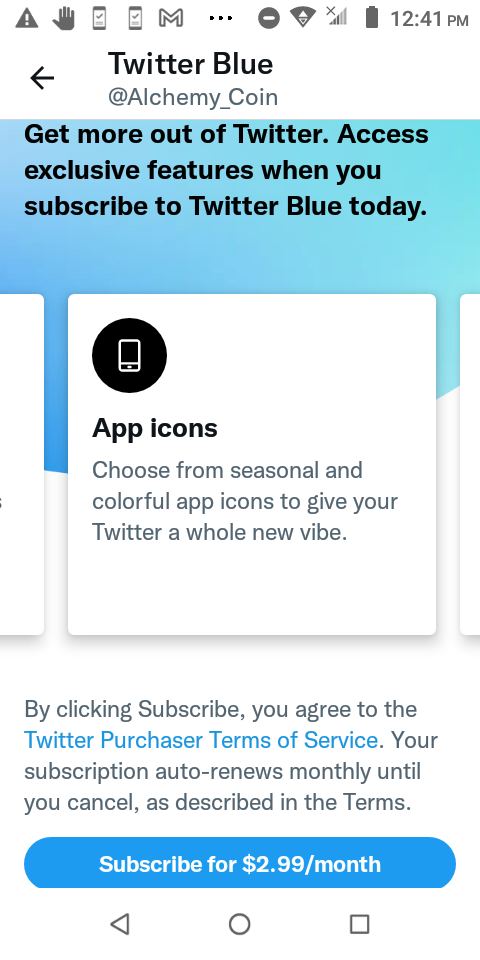 12:41 PM
Twitter Blue
@Alchemy_Coin
Get more out of Twitter. Access
exclusive features when you
subscribe to Twitter Blue today.
App icons
Choose from seasonal and
colorful app icons to give your
Twitter a whole new vibe.
s
By clicking Subscribe, you agree to the
Twitter Purchaser Terms of Service. Your
subscription auto-renews monthly until
you cancel, as described in the Terms.
Subscribe for $2.99/month